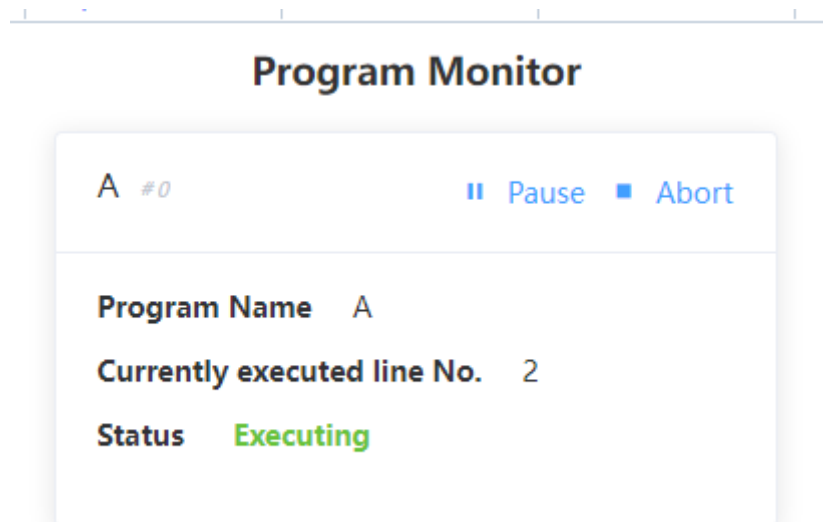 Program Monitor
A #0 Pause Abort
Program Name A
Currently executed line No. 2
Status Executing